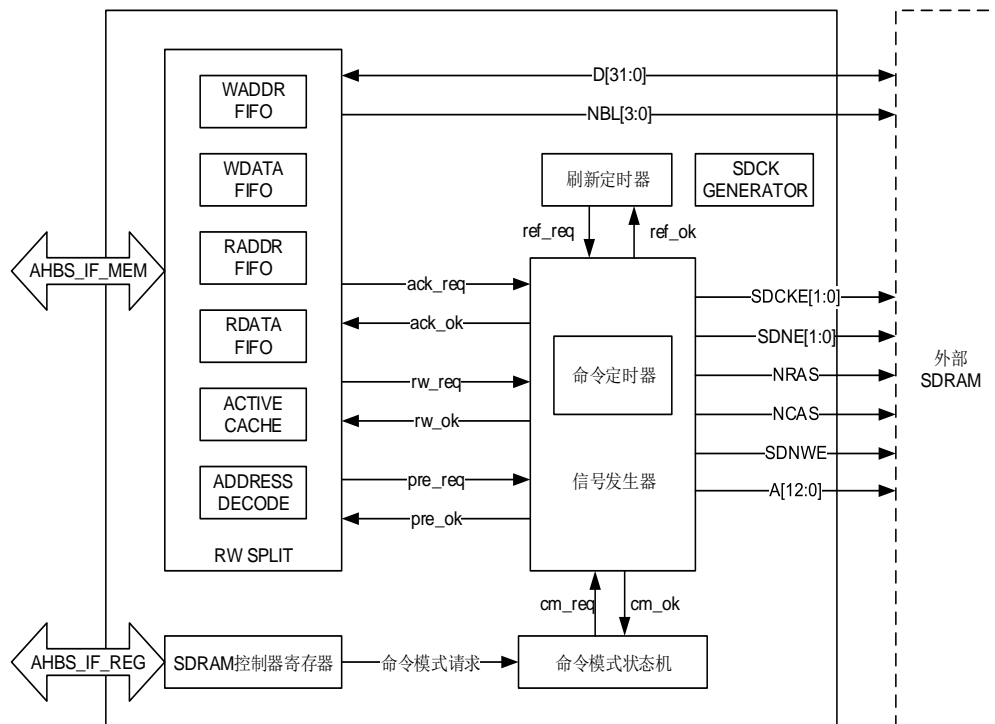 D[31:0]
WADDR
FIFO
NBL[3:0]
WDATA
FIFO
刷新定时器
SDCK
GENERATOR
ref_req
ref_ok
RADDR
FIFO
AHBS_IF_MEM
ack_req
SDCKE[1:0]
ack_ok
RDATA
FIFO
SDNE[1:0]
命令定时器
外部
SDRAM
rw_req
NRAS
ACTIVE
CACHE
rw_ok
NCAS
SDNWE
ADDRESS
DECODE
pre_req
信号发生器
A[12:0]
pre_ok
RW SPLIT
cm_req
cm_ok
AHBS_IF_REG
SDRAM控制器寄存器
命令模式请求
命令模式状态机